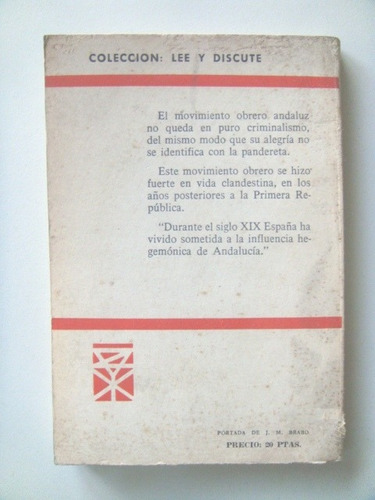 COLECCION: LEE Y DISCUTE
El movimiento obrero andaluz
no queda en puro criminalismo,
del mismo modo que su alegría no
se identifica con la pandereta.
Este movimiento obrero se hizo
fuerte en vida clandestina, en los
años posteriores a la Primera Re-
pública.
"Durante el siglo XIX España ha
vivido sometida a la influencia he-
gemónica de Andalucía."
PORTADA DE J. M. BRABO
PRECIO: 20 PTAS.